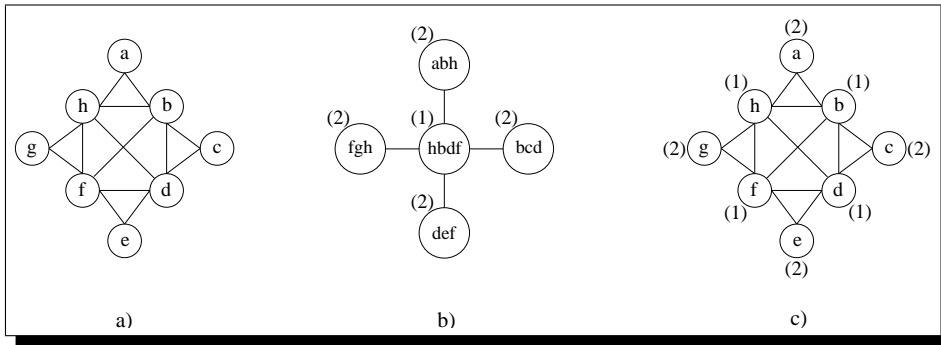 (2) (2)
a abh a
(1) (1)
h b h b
(2) (1) (2)
g c fgh hbdf bcd (2) g c (2)
f d f d
(2) (1) (1)
e def e
(2)
a) b) c)